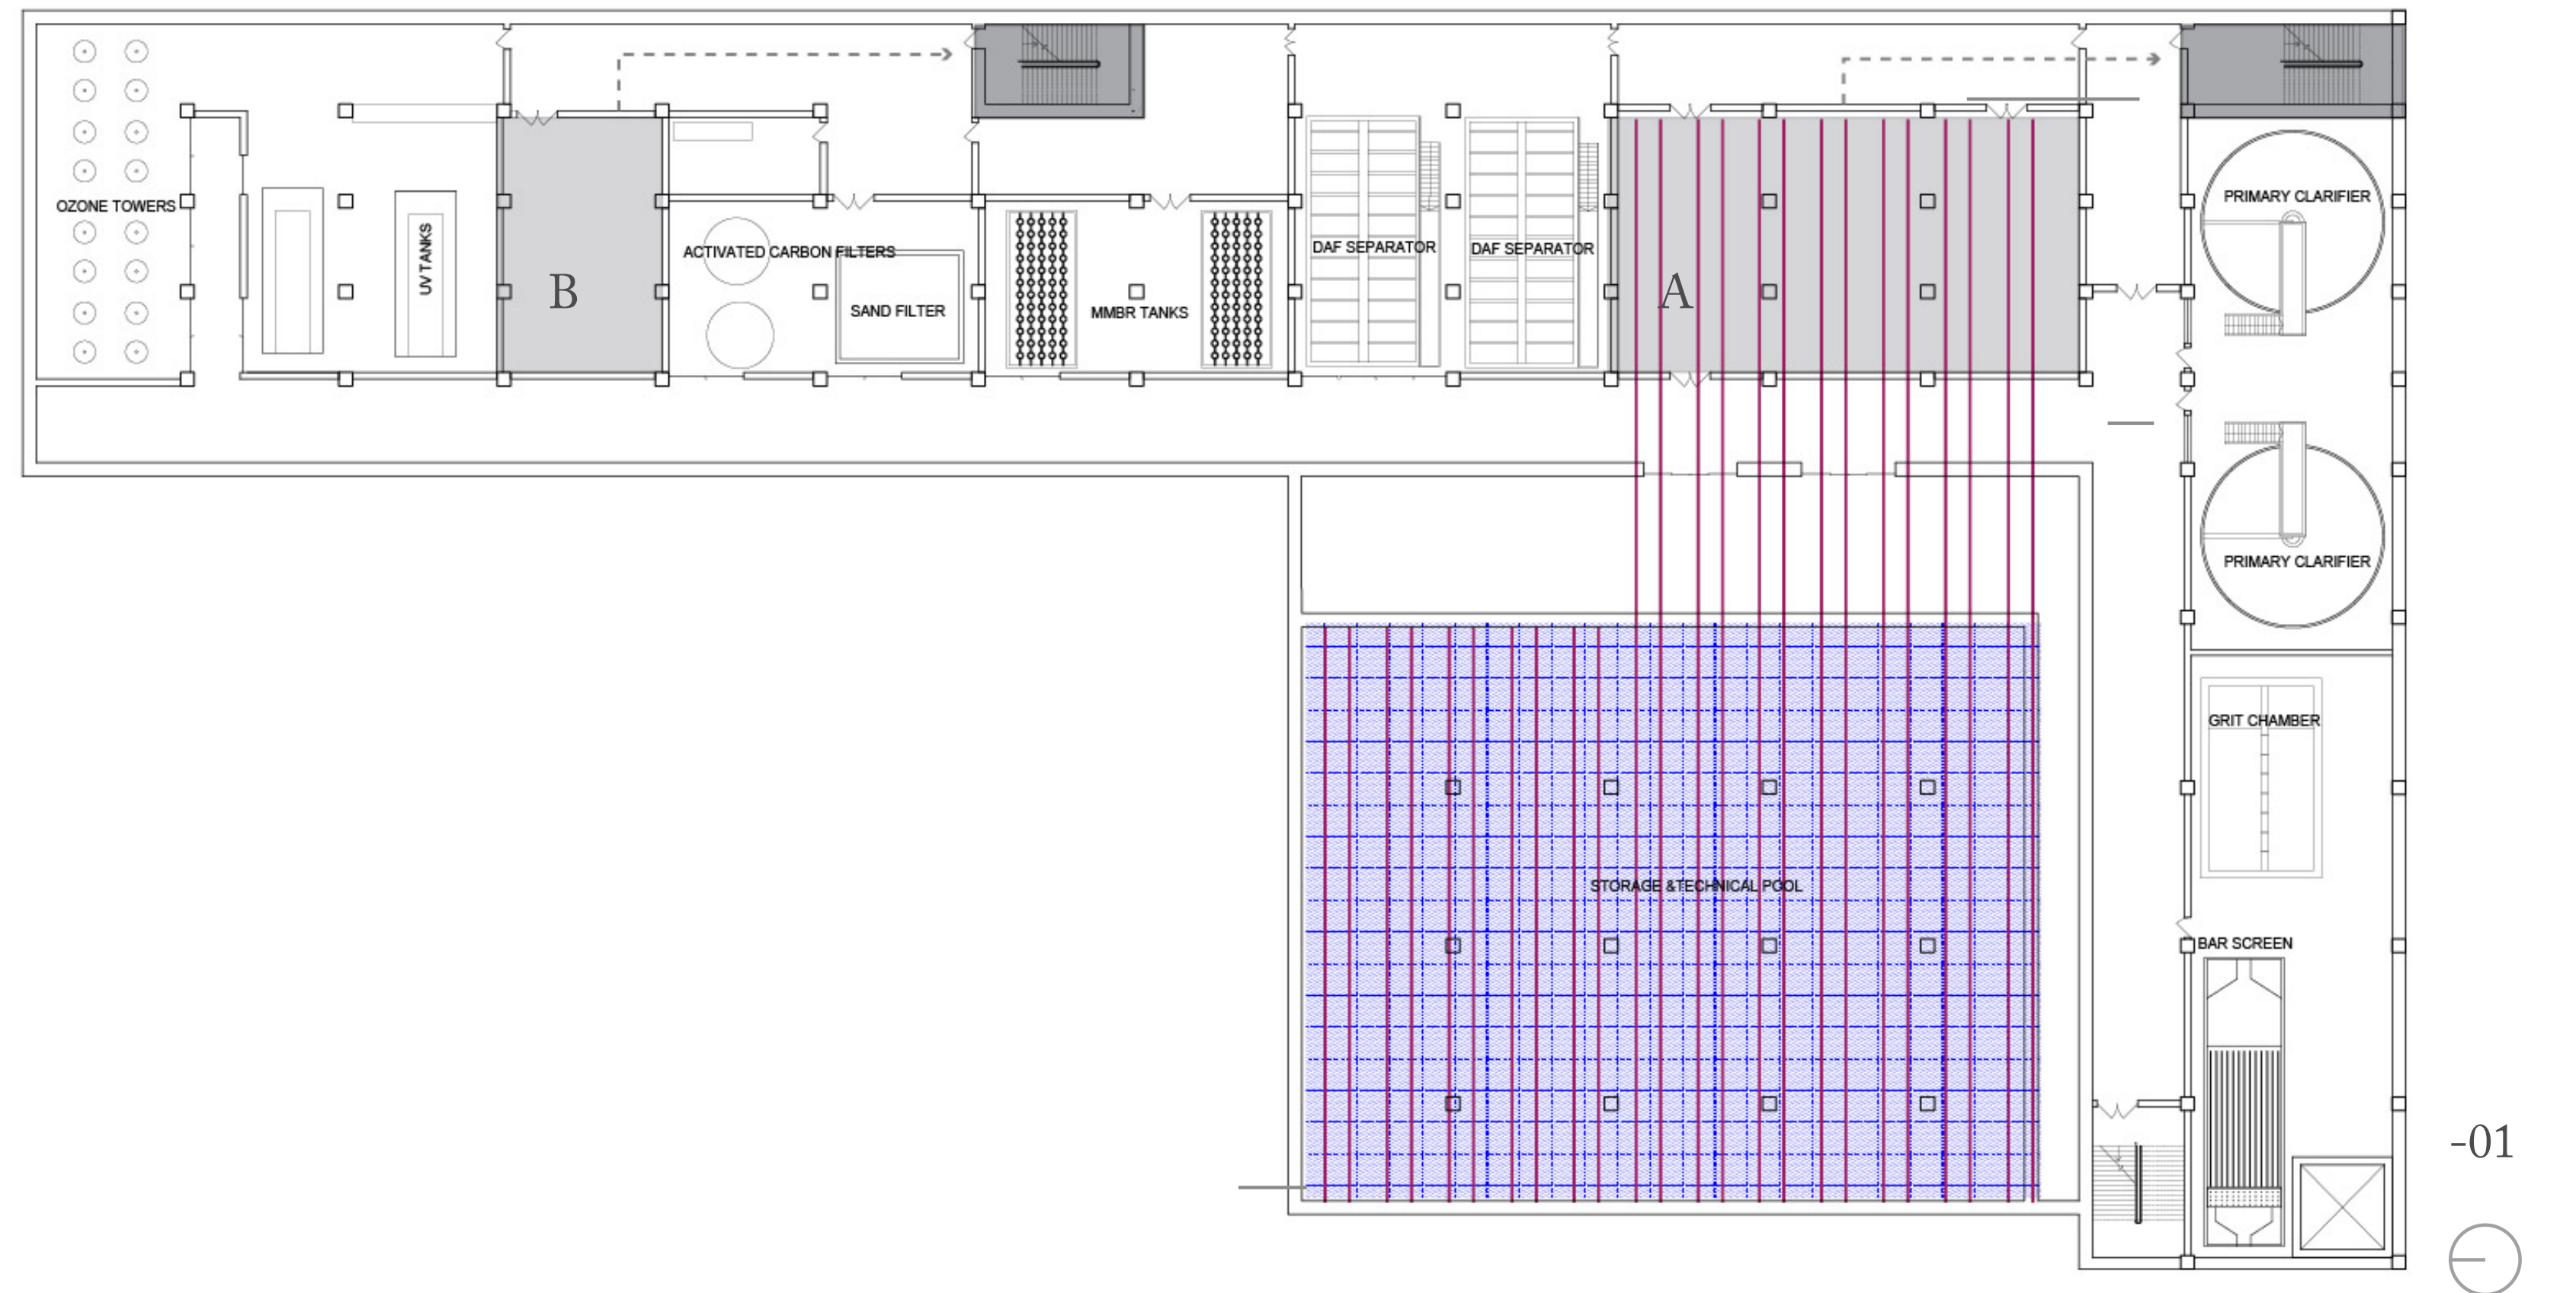 PRIMARY CLARIFIER
OZONE TOWERS
UV TANKS
B
ACTIVATED CARBON FILTERS
SAND FILTER
MMBR TANKS
DAF SEPARATOR
DAF SEPARATOR
A
PRIMARY CLARIFIER
GRIT CHAMBER
STORAGE &TECHNICAL POOL
BAR SCREEN
-01